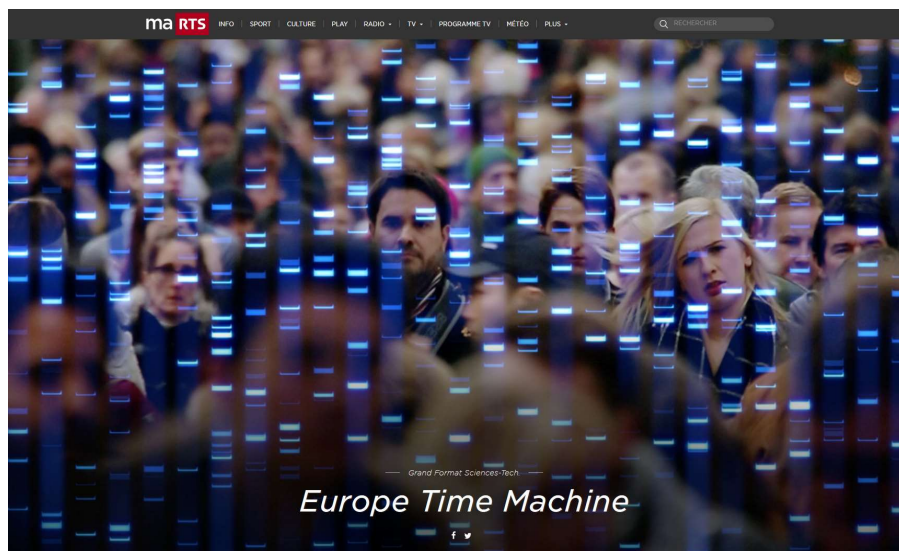 ma RTS INFO SPORT CULTURE PLAY RADIO TV PROGRAMME TV MÉTÉO PLUS RECHERCHER
Grand Format Sciences-Tech.
Europe Time Machine